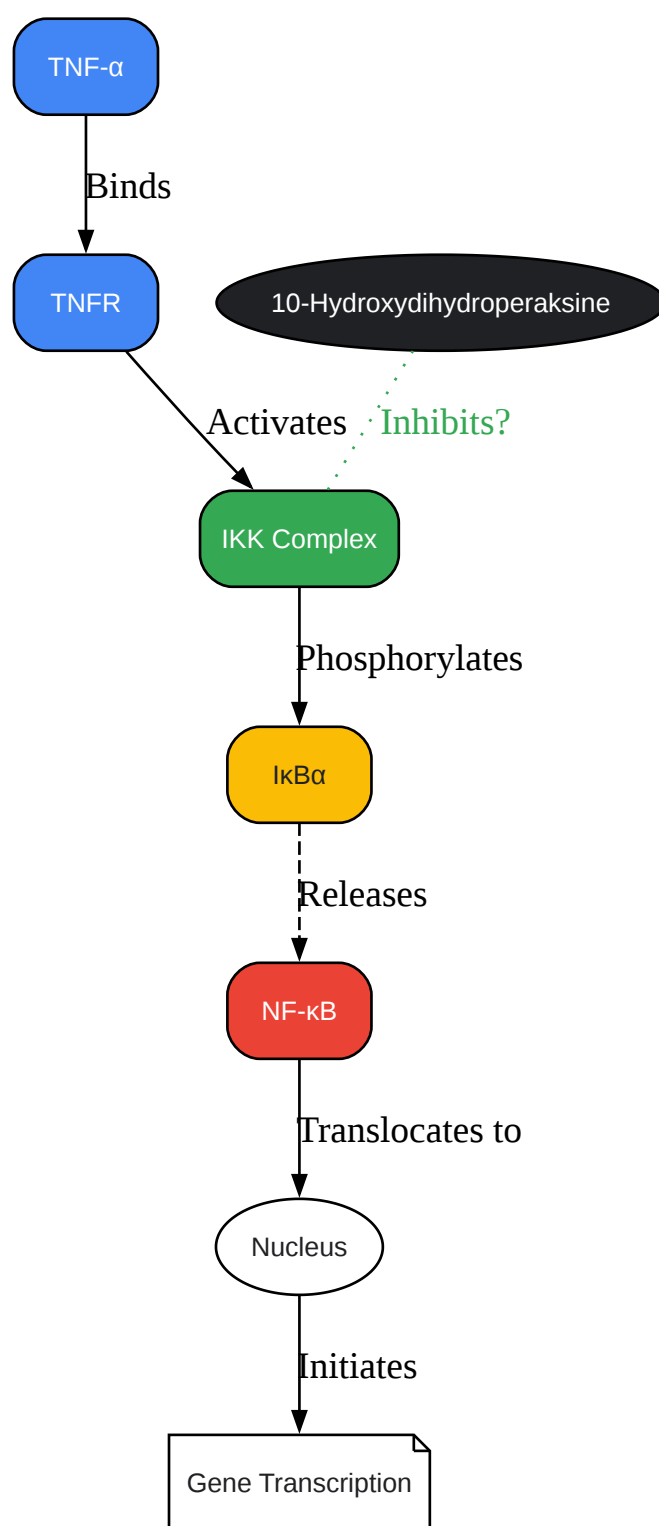 TNF-α
Binds
TNFR
10-Hydroxydihydroperaksine
Activates
Inhibits?
IKK Complex
Phosphorylates
IκBα
Releases
NF-κB
Translocates to
Nucleus
Initiates
Gene Transcription